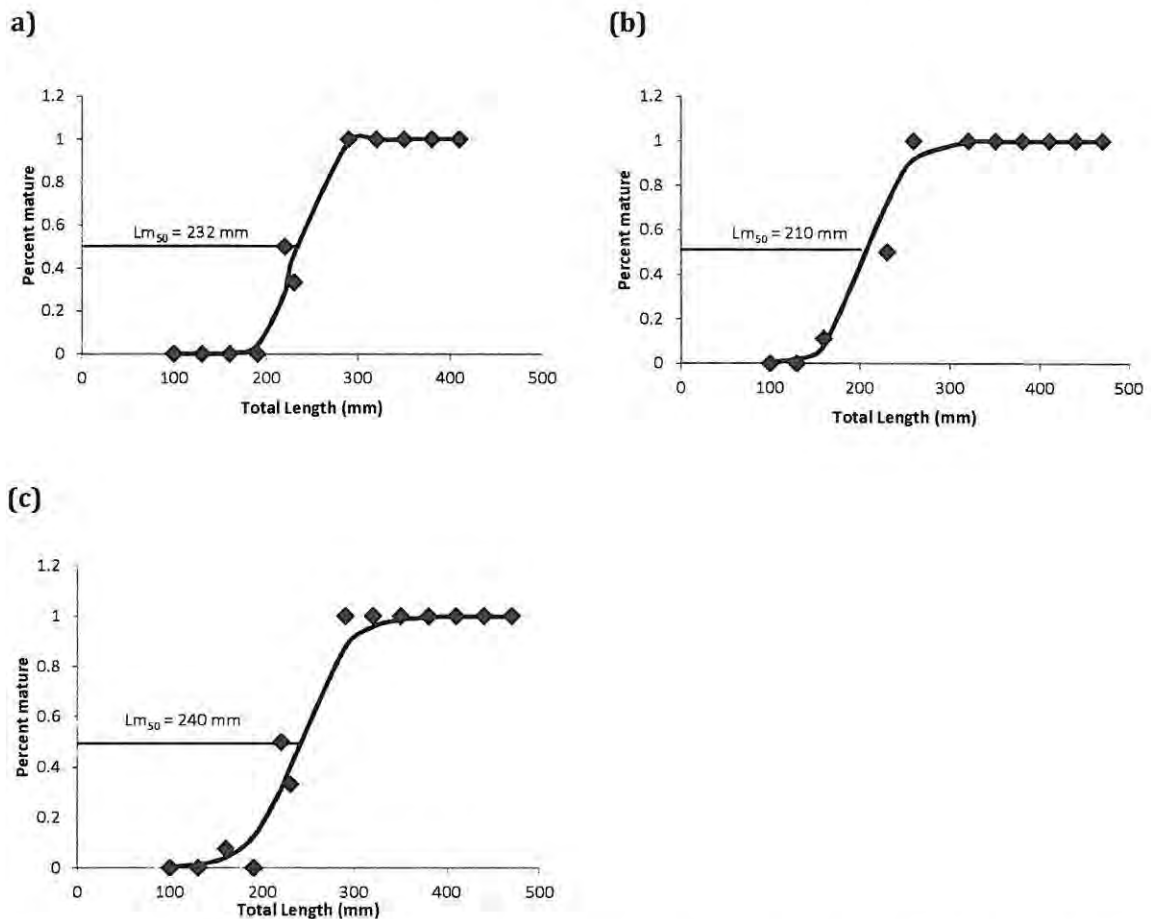 a)
1.2
1
0.8
0.6
0.4
0.2
0
Percent mature
Lm50 = 232 mm
0 100 200 300 400 500
Total Length (mm)
(b)
1.2
1
0.8
0.6
0.4
0.2
0
Percent mature
Lm50 = 210 mm
0 100 200 300 400 500
Total Length (mm)
(c)
1.2
1
0.8
0.6
0.4
0.2
0
Percent mature
Lm50 = 240 mm
0 100 200 300 400 500
Total Length (mm)